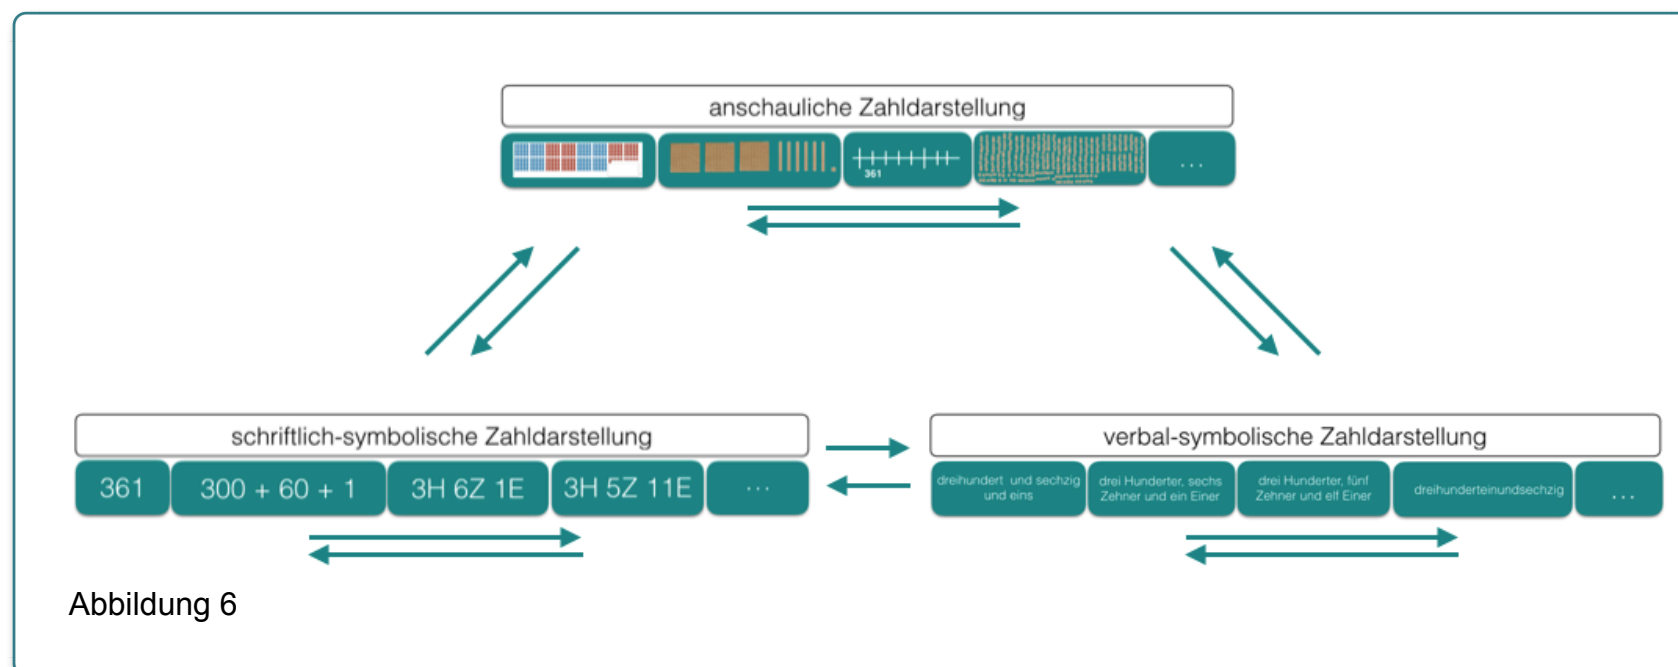 anschauliche Zahldarstellung
361
...
schriftlich-symbolische Zahldarstellung
361
300 + 60 + 1
3H 6Z 1E
3H 5Z 11E
...
verbal-symbolische Zahldarstellung
dreihundert und sechzig
und eins
drei Hunderter, sechs
Zehner und ein Einer
drei Hunderter, fünf
Zehner und elf Einer
dreihunderteinundsechzig
...
Abbildung 6